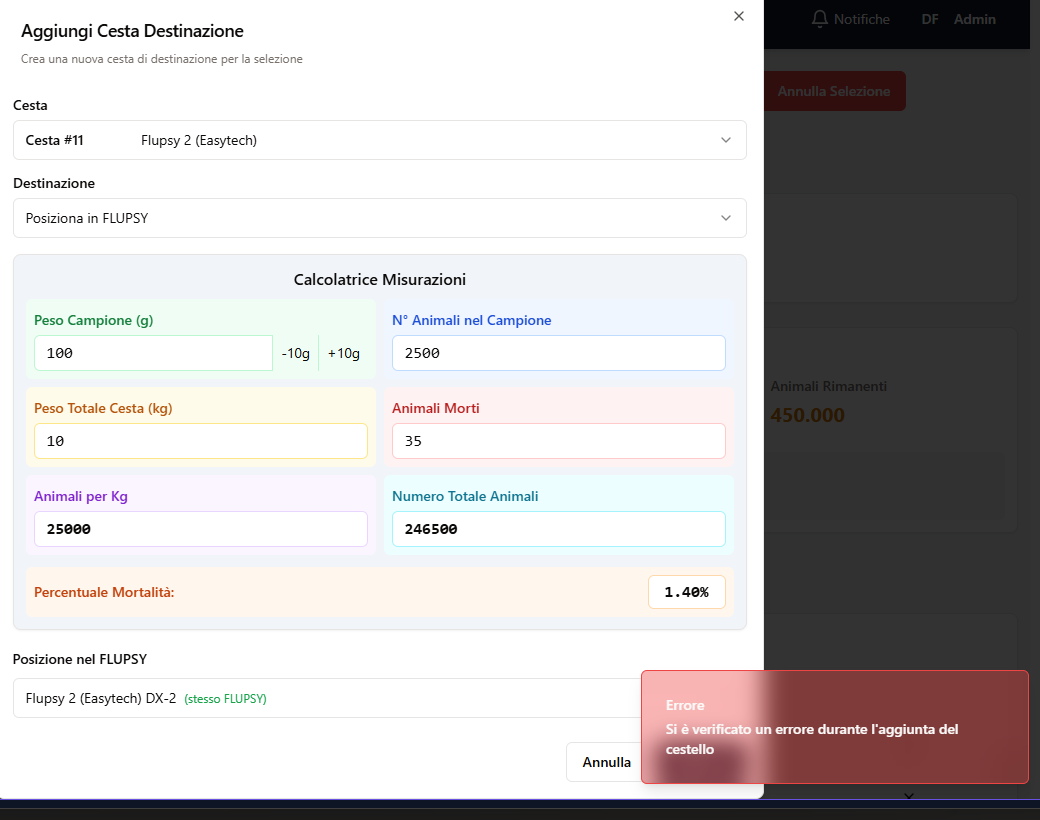 Aggiungi Cesta Destinazione
Crea una nuova cesta di destinazione per la selezione
Notifiche DF Admin
Annulla Selezione
Cesta
Cesta #11 Flupsy 2 (Easytech)
Destinazione
Posiziona in FLUPSY
Calcolatrice Misurazioni
Peso Campione (g) N° Animali nel Campione
100 -10g +10g 2500
Peso Totale Cesta (kg) Animali Morti
10 35
Animali per Kg Numero Totale Animali
25000 246500
Percentuale Mortalità: 1.40%
Animali Rimanenti
450.000
Posizione nel FLUPSY
Flupsy 2 (Easytech) DX-2 (stesso FLUPSY)
Annulla
Errore
Si è verificato un errore durante l'aggiunta del
cestello